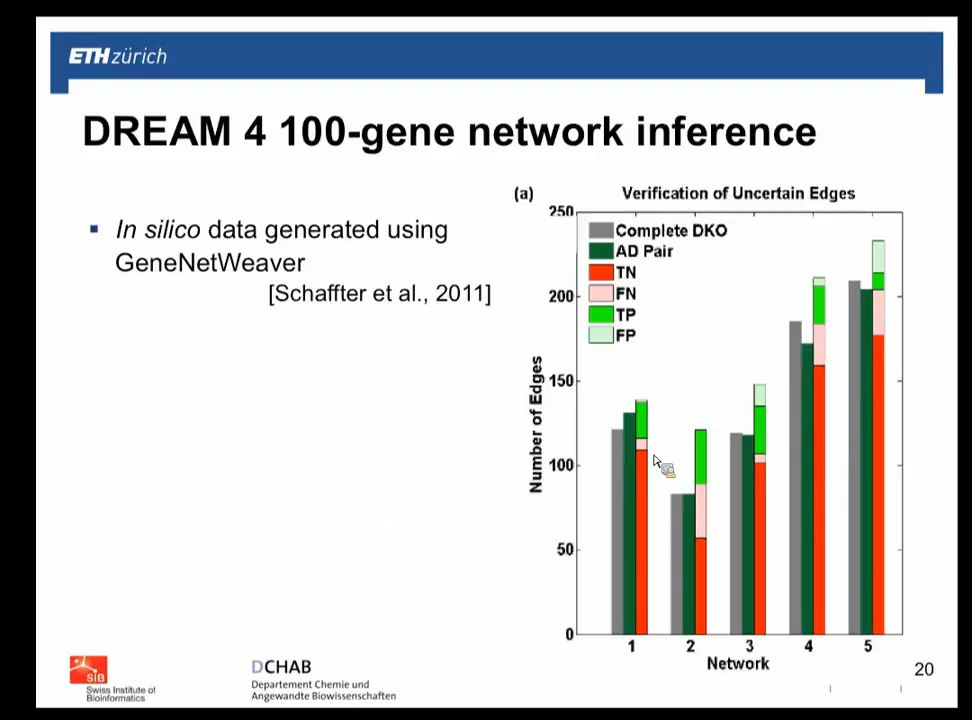 ETH zürich
DREAM 4 100-gene network inference
In silico data generated using
GeneNetWeaver
[Schaffter et al., 2011]
(a)
Verification of Uncertain Edges
Complete DKO
AD Pair
TN
FN
TP
FP
250
200
150
100
50
0
Number of Edges
1 2 3 4 5
Network
SIB
Swiss Institute of
Bioinformatics
DCHAB
Departement Chemie und
Angewandte Biowissenschaften
20